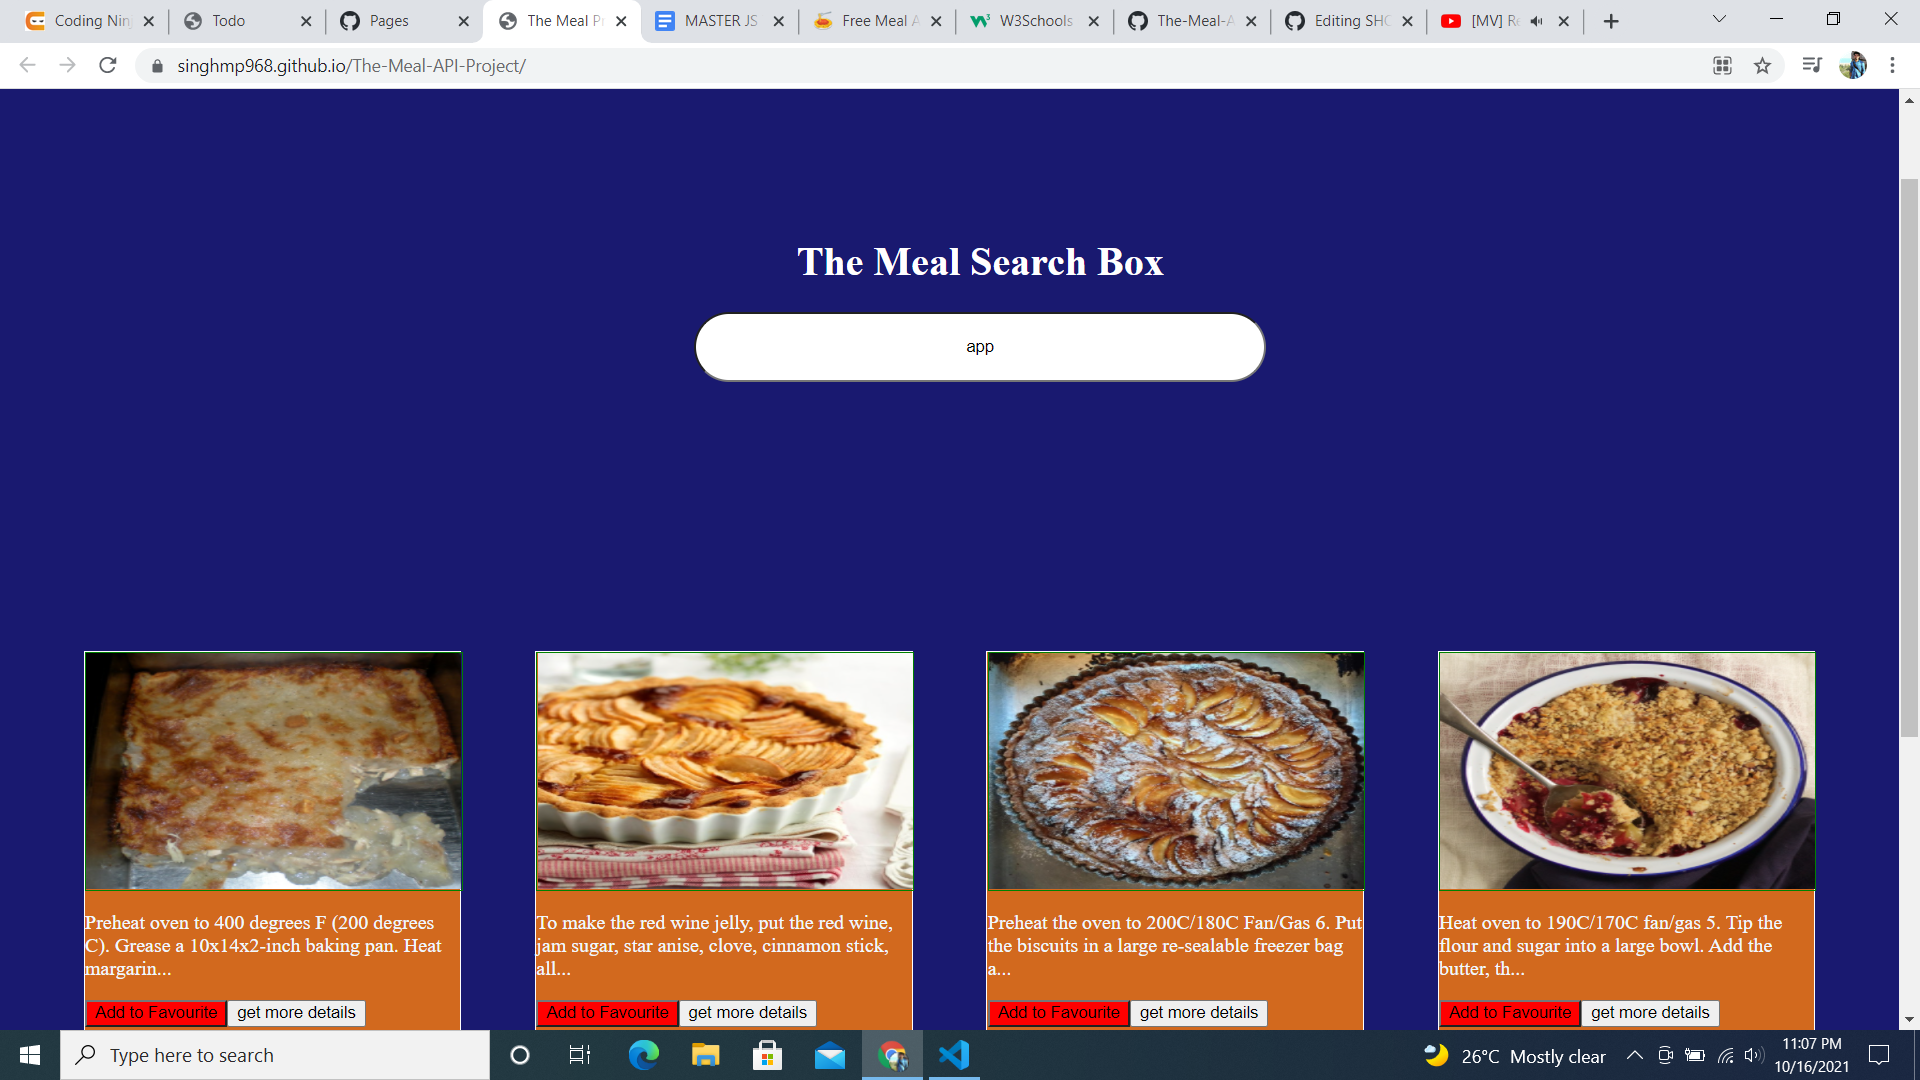 Coding Nin
Todo
Pages
The Meal P
MASTER JS
Free Meal A
W3Schools
The-Meal-A
Editing SHO
[MV] Re
singhmp968.github.io/The-Meal-API-Project/
The Meal Search Box
app
Preheat oven to 400 degrees F (200 degrees
C). Grease a 10x14x2-inch baking pan. Heat
margarin...
Add to Favourite get more details
To make the red wine jelly, put the red wine,
jam sugar, star anise, clove, cinnamon stick,
all...
Add to Favourite get more details
Preheat the oven to 200C/180C Fan/Gas 6. Put
the biscuits in a large re-sealable freezer bag
a...
Add to Favourite get more details
Heat oven to 190C/170C fan/gas 5. Tip the
flour and sugar into a large bowl. Add the
butter, th...
Add to Favourite get more details
Type here to search
26°C Mostly clear
11:07 PM
10/16/2021